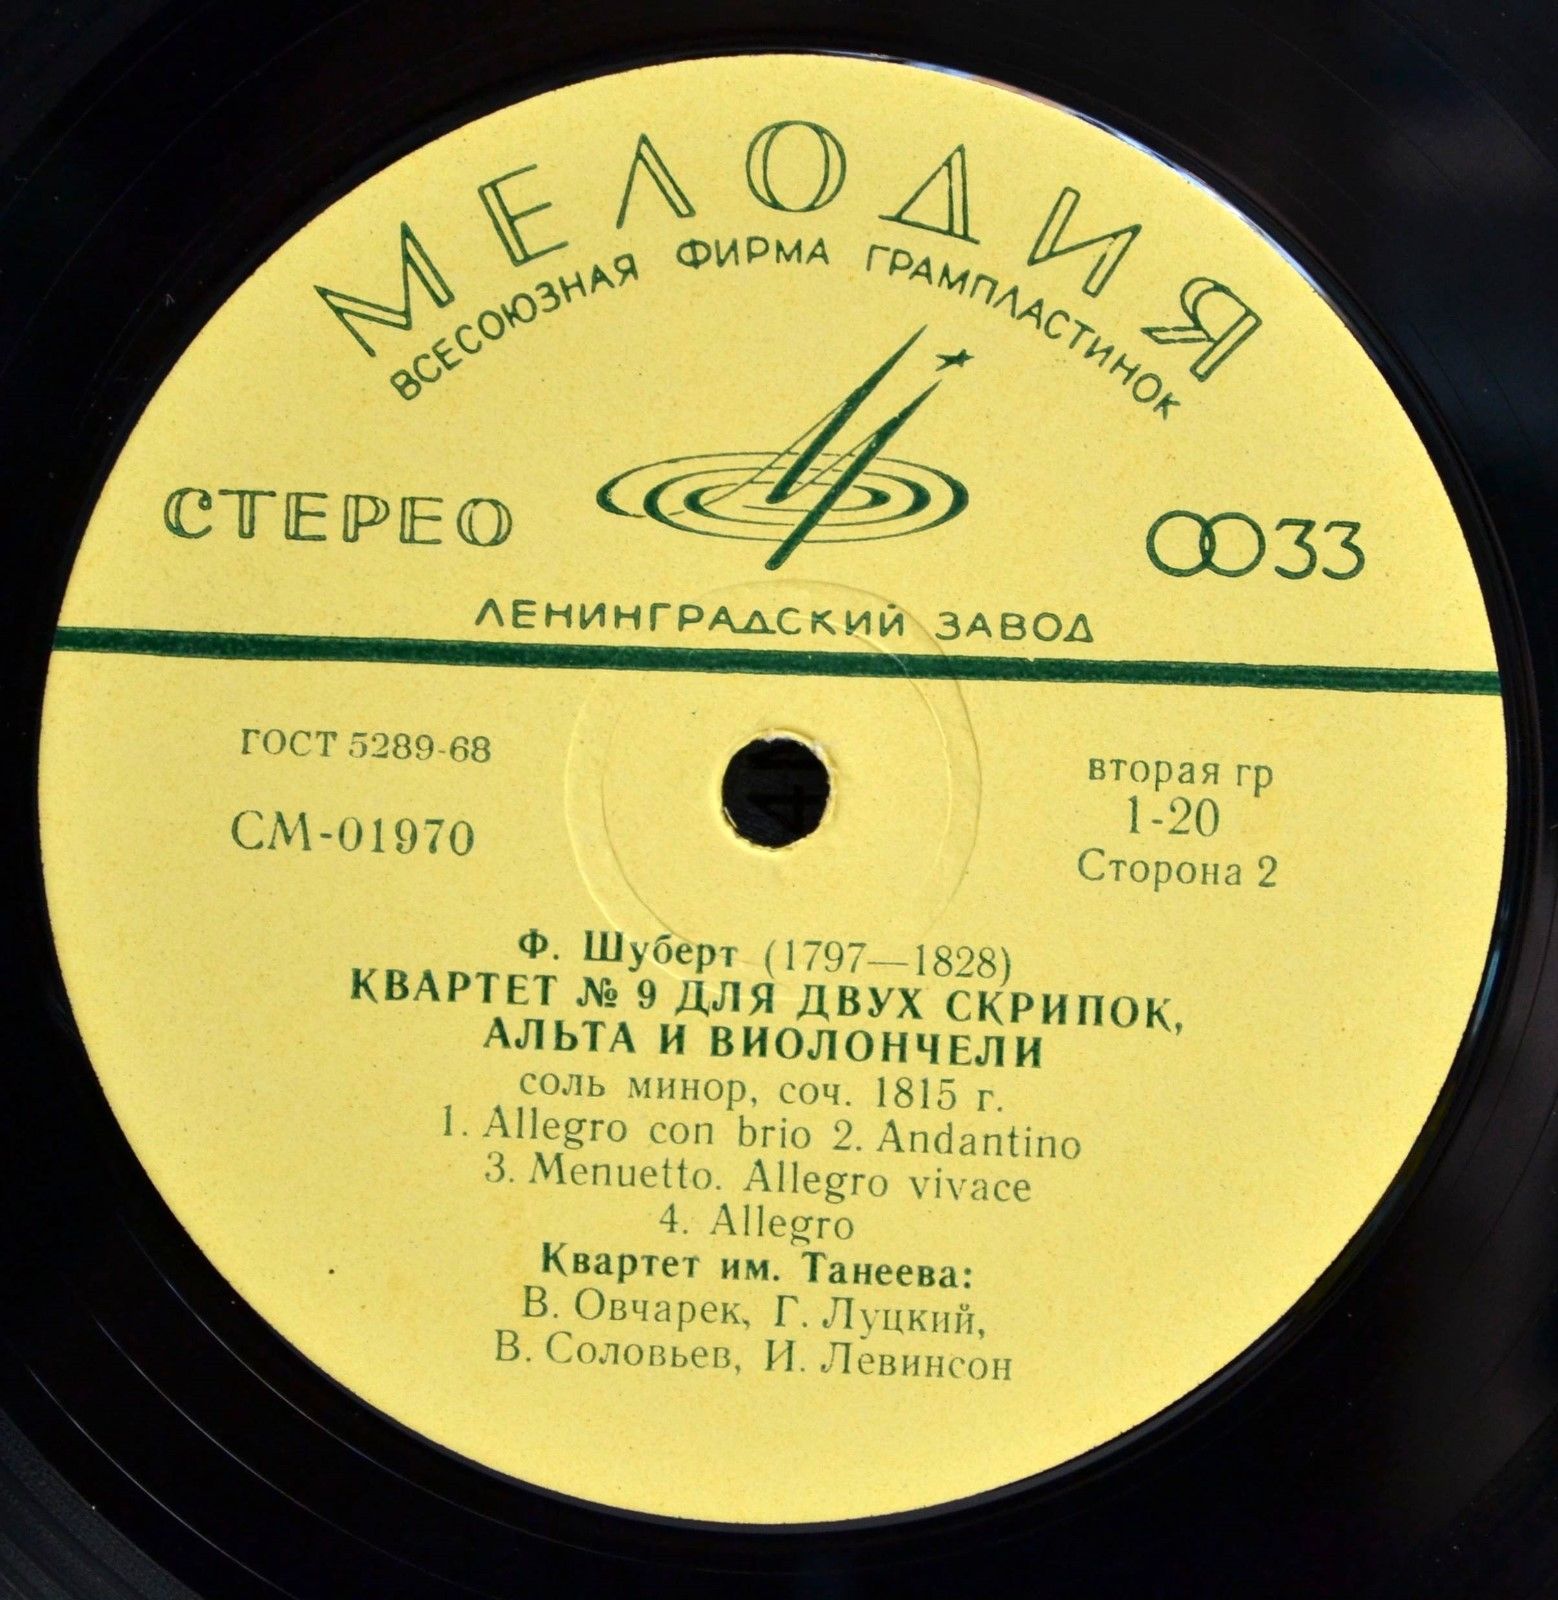 МЕЛОДИЯ
ВСЕСОЮЗНАЯ ФИРМА ГРАМПЛАСТИНОК
СТЕРЕО
33
ЛЕНИНГРАДСКИЙ ЗАВОД
ГОСТ 5289-68
СМ-01970
вторая гр
1-20
Сторона 2
Ф. Шуберт (1797—1828)
КВАРТЕТ № 9 ДЛЯ ДВУХ СКРИПОК,
АЛЬТА И ВИОЛОНЧЕЛИ
соль минор, соч. 1815 г.
1. Allegro con brio 2. Andantino
3. Menuetto. Allegro vivace
4. Allegro
Квартет им. Танеева:
В. Овчарек, Г. Луцкий,
В. Соловьев, И. Левинсон